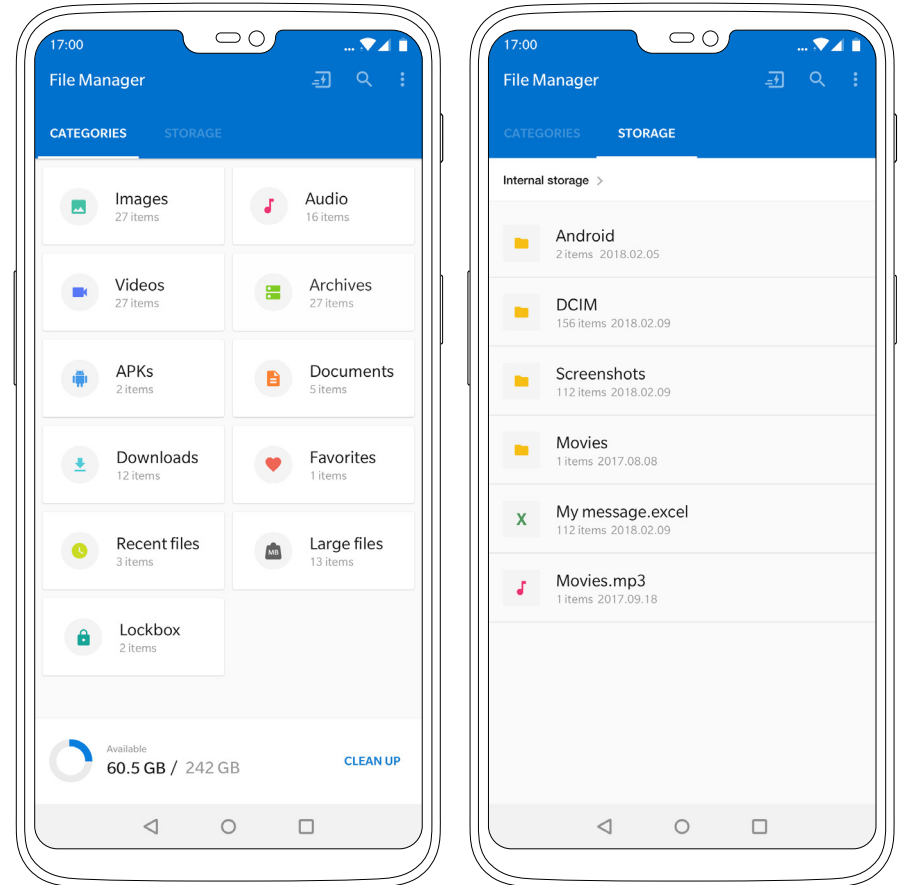 17:00
...
File Manager
CATEGORIES STORAGE
Images
27 items
Audio
16 items
Videos
27 items
Archives
27 items
APKs
2 items
Documents
5 items
Downloads
12 items
Favorites
1 items
Recent files
3 items
MB
Large files
13 items
Lockbox
2 items
Available
60.5 GB / 242 GB
CLEAN UP
17:00
...
File Manager
CATEGORIES STORAGE
Internal storage >
Android
2 items 2018.02.05
DCIM
156 items 2018.02.09
Screenshots
112 items 2018.02.09
Movies
1 items 2017.08.08
X
My message.excel
112 items 2018.02.09
Movies.mp3
1 items 2017.09.18